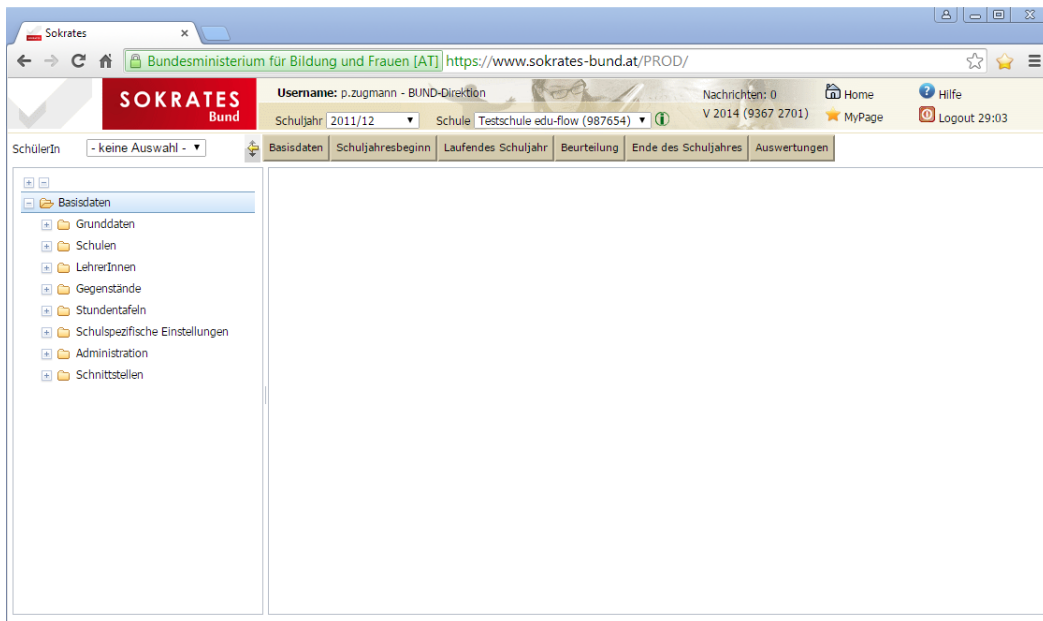 Sokrates
Bundesministerium für Bildung und Frauen [AT] https://www.sokrates-bund.at/PROD/
SOKRATES
Bund
Username: p.zugmann - BUND-Direktion
Nachrichten: 0
Home
Hilfe
Schuljahr 2011/12 Schule Testschule edu-flow (987654)
V 2014 (9367 2701)
MyPage
Logout 29:03
SchülerIn - keine Auswahl -
Basisdaten Schuljahresbeginn Laufendes Schuljahr Beurteilung Ende des Schuljahres Auswertungen
Basisdaten
Grunddaten
Schulen
LehrerInnen
Gegenstände
Stundentafeln
Schulspezifische Einstellungen
Administration
Schnittstellen